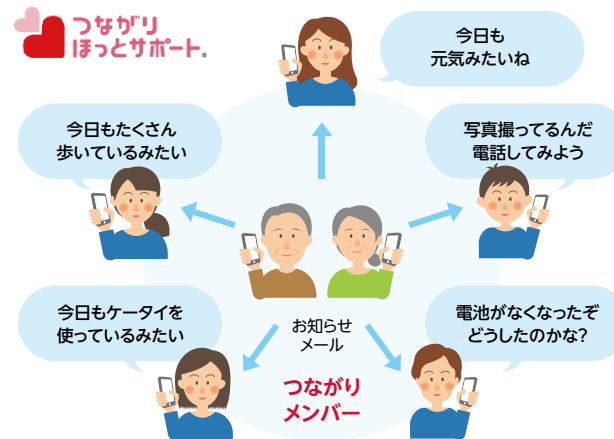 つながり
ほっとサポート。
今日も
元気みたいね
今日もたくさん
歩いているみたい
写真撮ってるんだ
電話してみよう
今日もケータイを
使っているみたい
お知らせ
メール
電池がなくなったぞ
どうしたのかな?
つながり
メンバー